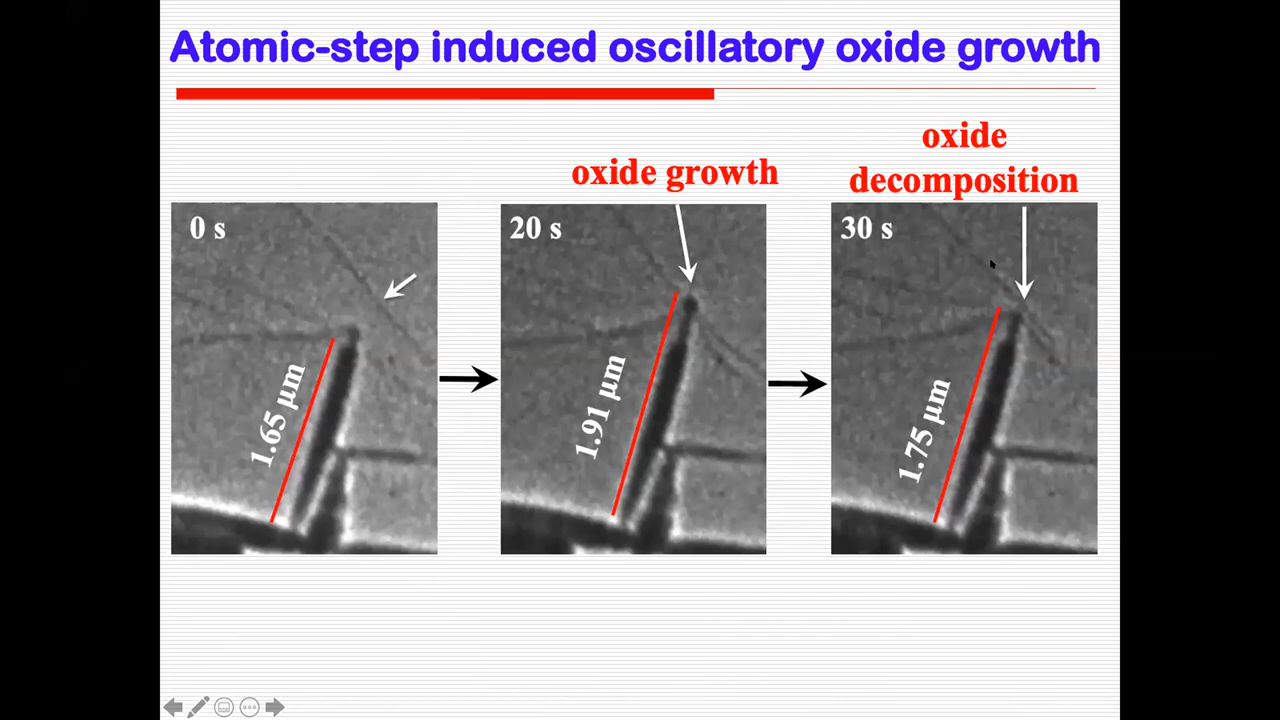 Atomic-step induced oscillatory oxide growth
oxide growth
oxide
decomposition
0 s
20 s
30 s
1.65 µm
1.91 µm
1.75 µm